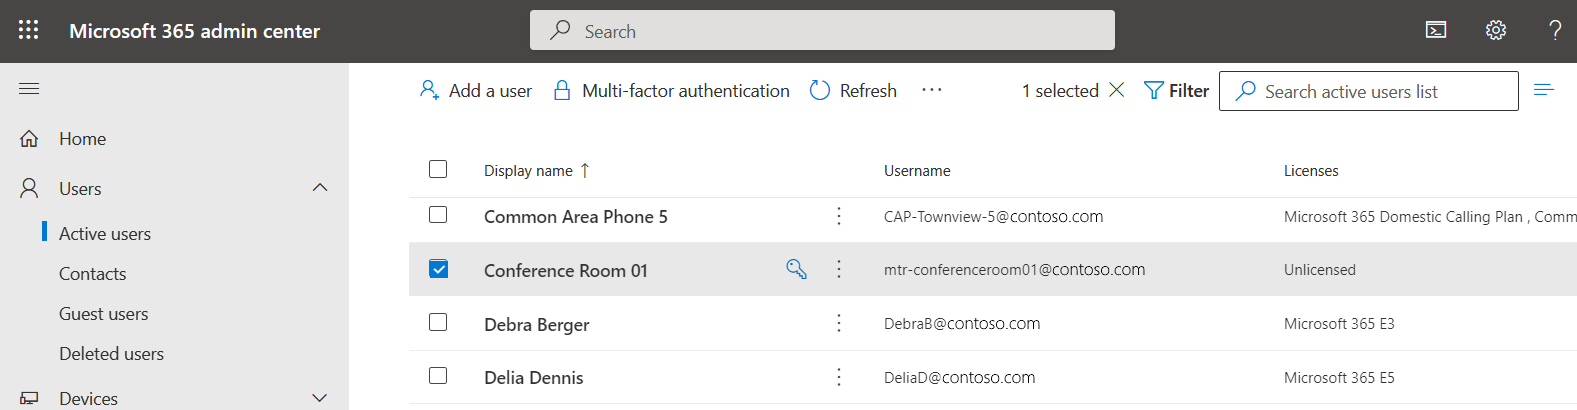 Microsoft 365 admin center
Search
Add a user
Multi-factor authentication
Refresh
1 selected
Filter
Search active users list
Home
Users
Active users
Contacts
Guest users
Deleted users
Devices
Display name ↑ Username Licenses
Common Area Phone 5 CAP-Townview-5@contoso.com Microsoft 365 Domestic Calling Plan , Comm
Conference Room 01 mtr-conferenceroom01@contoso.com Unlicensed
Debra Berger DebraB@contoso.com Microsoft 365 E3
Delia Dennis DeliaD@contoso.com Microsoft 365 E5